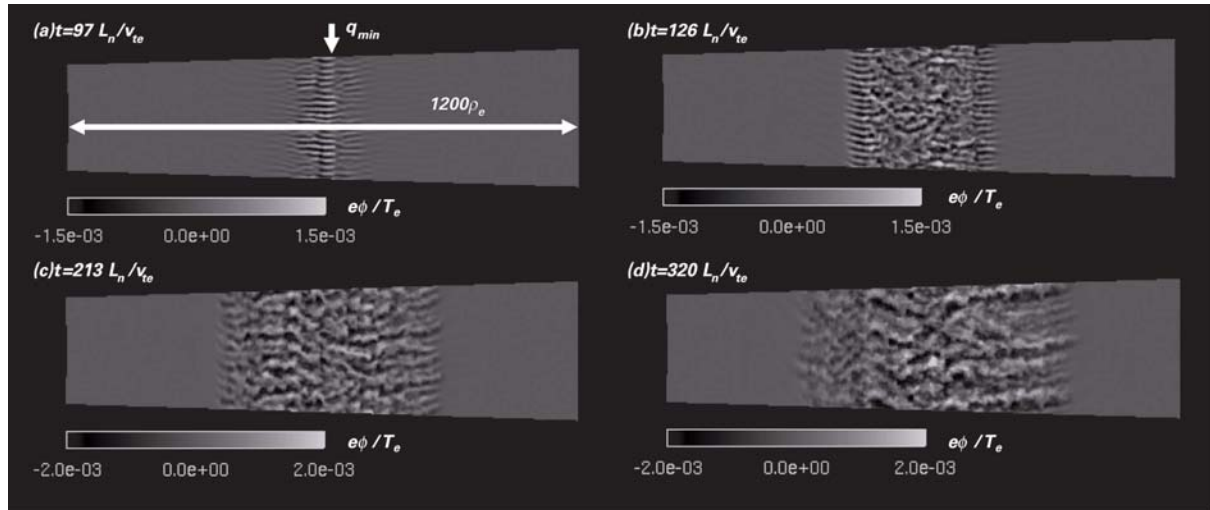 (a)t=97 Lₙ/vₜₑ
q_min
1200ρₑ
eϕ/Tₑ
-1.5e-03 0.0e+00 1.5e-03
(b)t=126 Lₙ/vₜₑ
eϕ/Tₑ
-1.5e-03 0.0e+00 1.5e-03
(c)t=213 Lₙ/vₜₑ
eϕ/Tₑ
-2.0e-03 0.0e+00 2.0e-03
(d)t=320 Lₙ/vₜₑ
eϕ/Tₑ
-2.0e-03 0.0e+00 2.0e-03